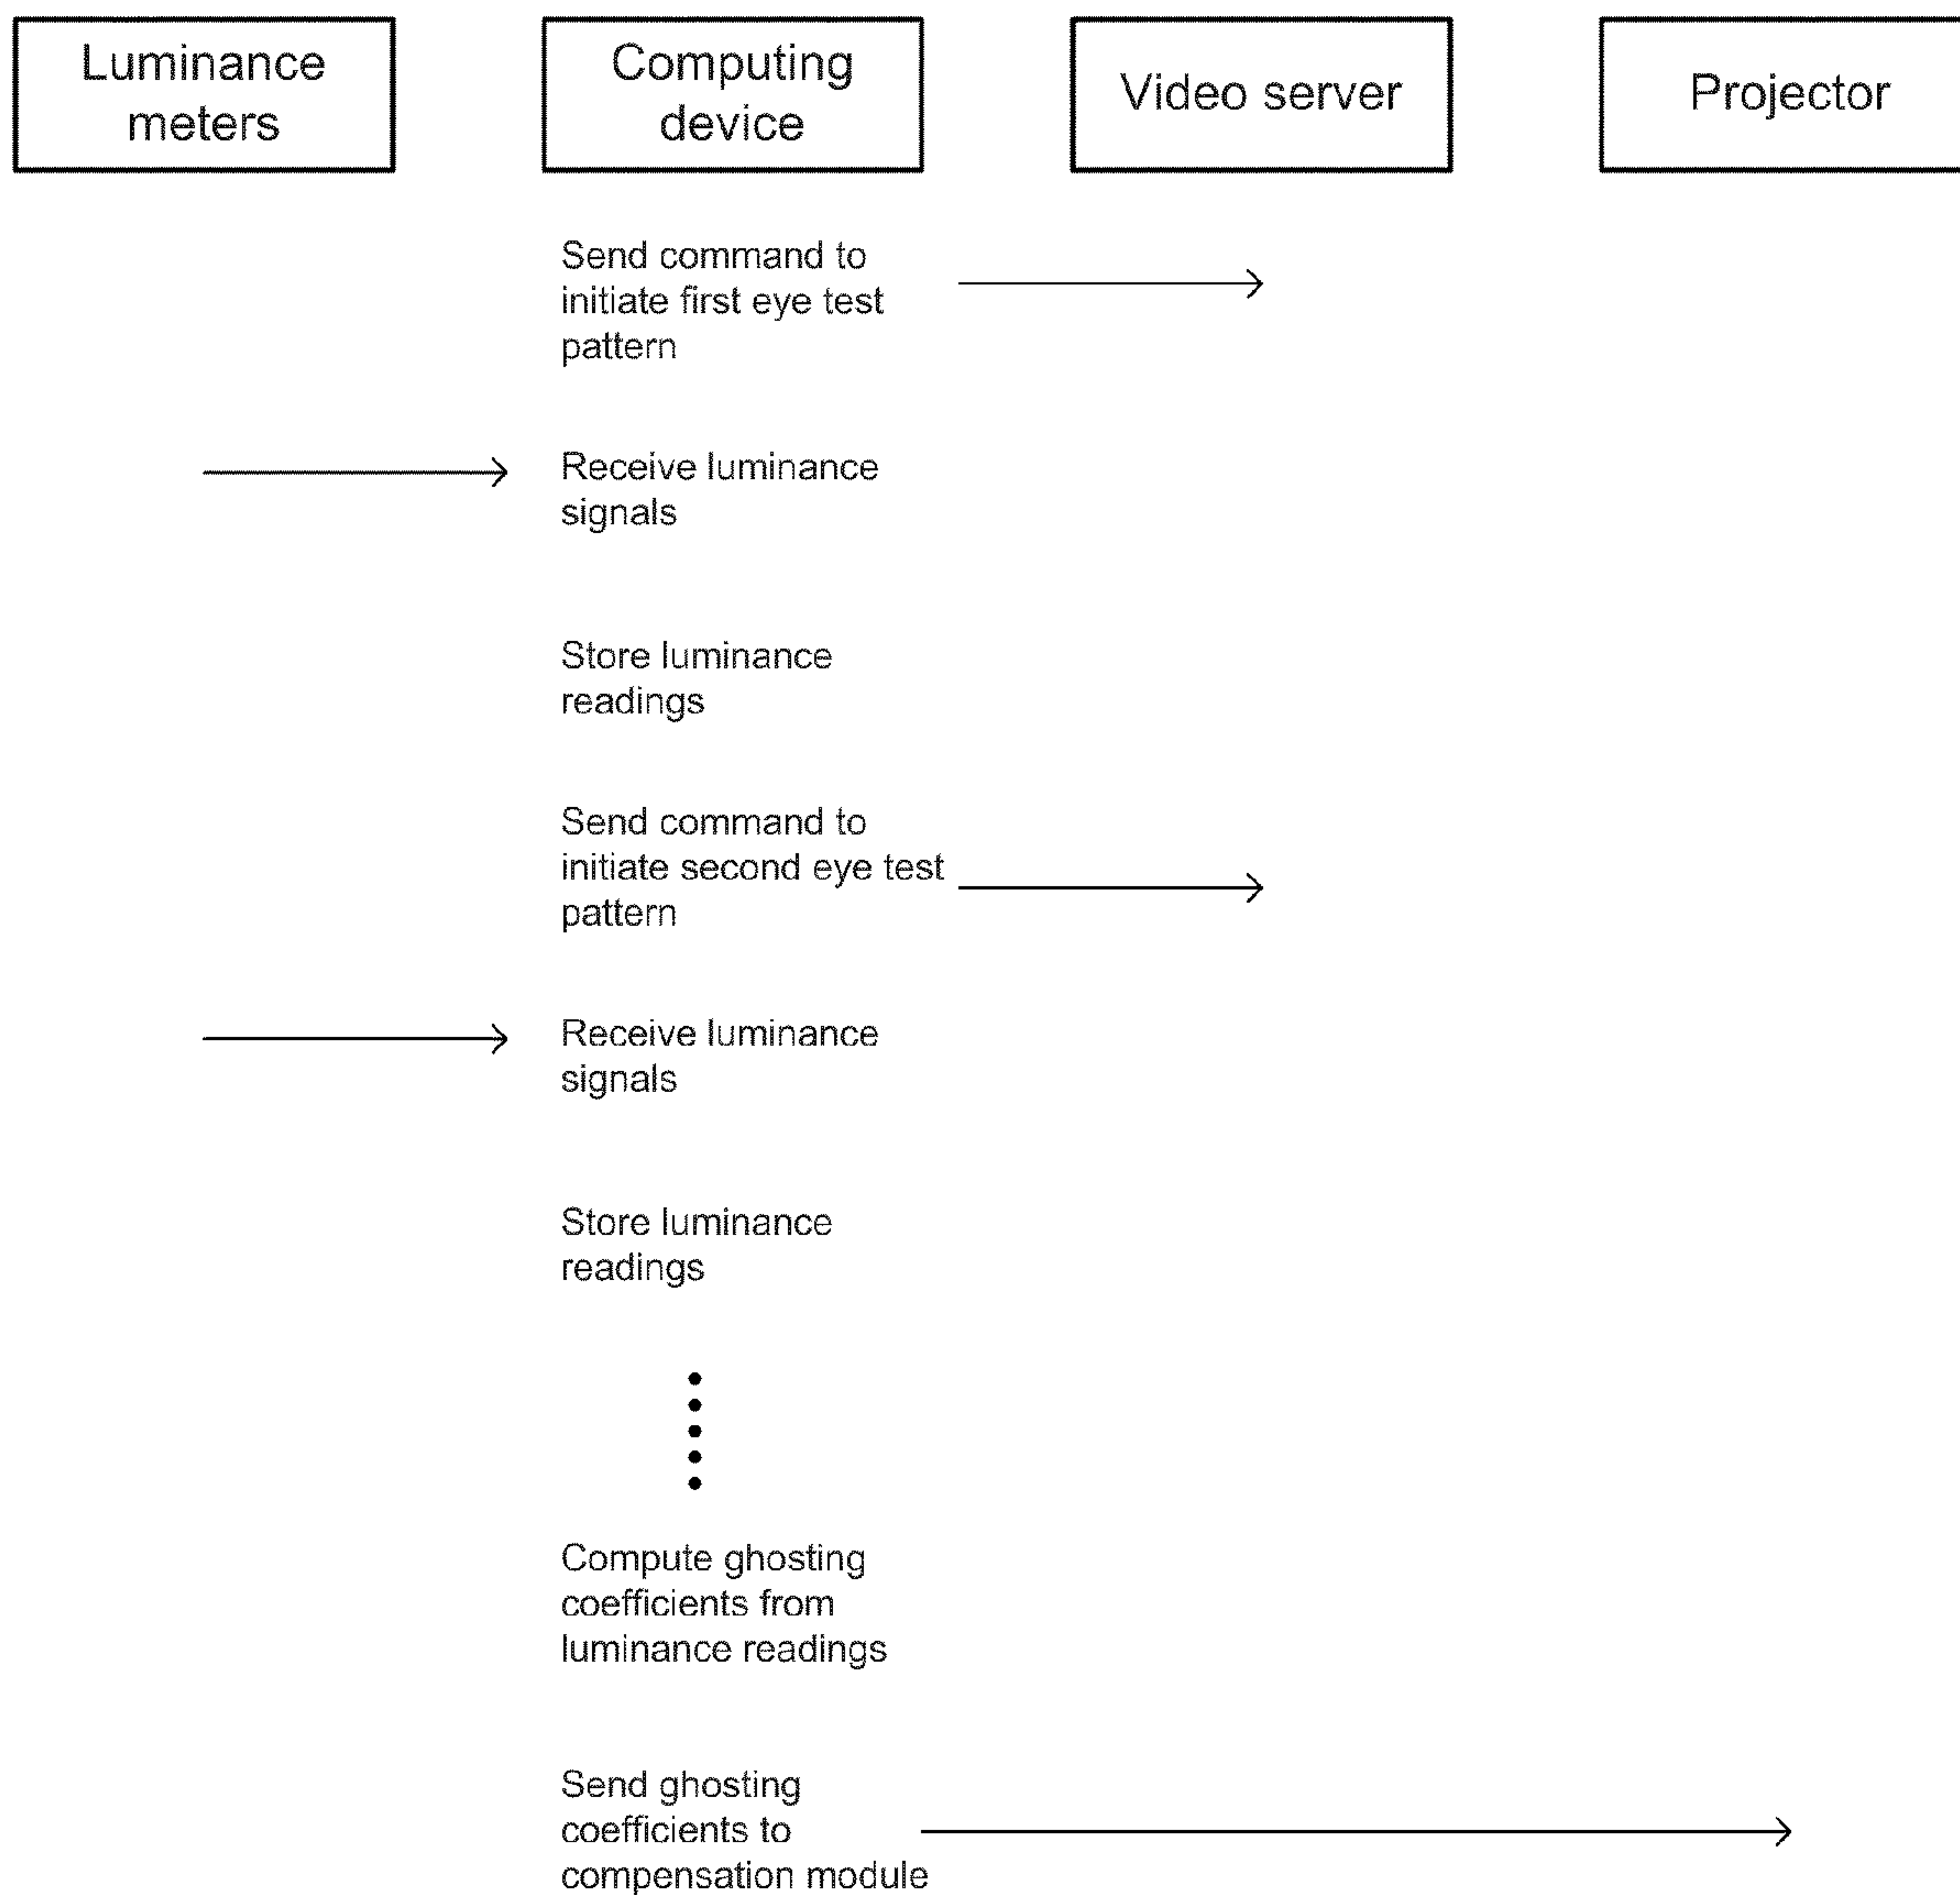 Luminance
meters
Computing
device
Video server
Projector
Send command to
initiate first eye test
pattern
Receive luminance
signals
Store luminance
readings
Send command to
initiate second eye test
pattern
Receive luminance
signals
Store luminance
readings
Compute ghosting
coefficients from
luminance readings
Send ghosting
coefficients to
compensation module